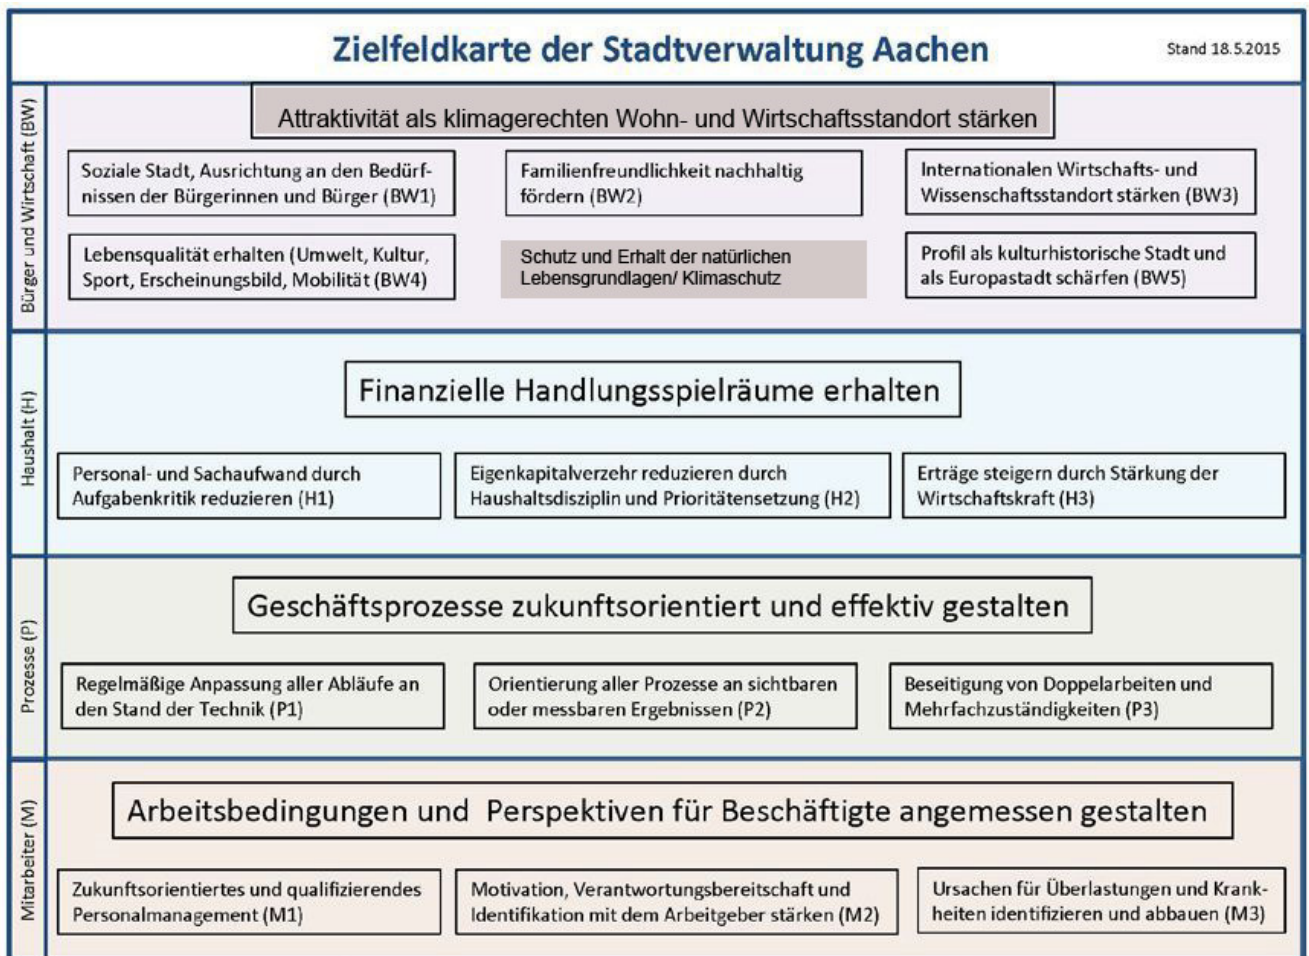 Zielfeldkarte der Stadtverwaltung Aachen
Stand 18.5.2015
Bürger und Wirtschaft (BW)
Attraktivität als klimagerechten Wohn- und Wirtschaftsstandort stärken
Soziale Stadt, Ausrichtung an den Bedürf-
nissen der Bürgerinnen und Bürger (BW1)
Familienfreundlichkeit nachhaltig
fördern (BW2)
Internationalen Wirtschafts- und
Wissenschaftsstandort stärken (BW3)
Lebensqualität erhalten (Umwelt, Kultur,
Sport, Erscheinungsbild, Mobilität (BW4)
Schutz und Erhalt der natürlichen
Lebensgrundlagen/ Klimaschutz
Profil als kulturhistorische Stadt und
als Europastadt schärfen (BW5)
Haushalt (H)
Finanzielle Handlungsspielräume erhalten
Personal- und Sachaufwand durch
Aufgabenkritik reduzieren (H1)
Eigenkapitalverzehr reduzieren durch
Haushaltsdisziplin und Prioritätensetzung (H2)
Erträge steigern durch Stärkung der
Wirtschaftskraft (H3)
Prozesse (P)
Geschäftsprozesse zukunftsorientiert und effektiv gestalten
Regelmäßige Anpassung aller Abläufe an
den Stand der Technik (P1)
Orientierung aller Prozesse an sichtbaren
oder messbaren Ergebnissen (P2)
Beseitigung von Doppelarbeiten und
Mehrfachzuständigkeiten (P3)
Mitarbeiter (M)
Arbeitsbedingungen und Perspektiven für Beschäftigte angemessen gestalten
Zukunftsorientiertes und qualifizierendes
Personalmanagement (M1)
Motivation, Verantwortungsbereitschaft und
Identifikation mit dem Arbeitgeber stärken (M2)
Ursachen für Überlastungen und Krank-
heiten identifizieren und abbauen (M3)